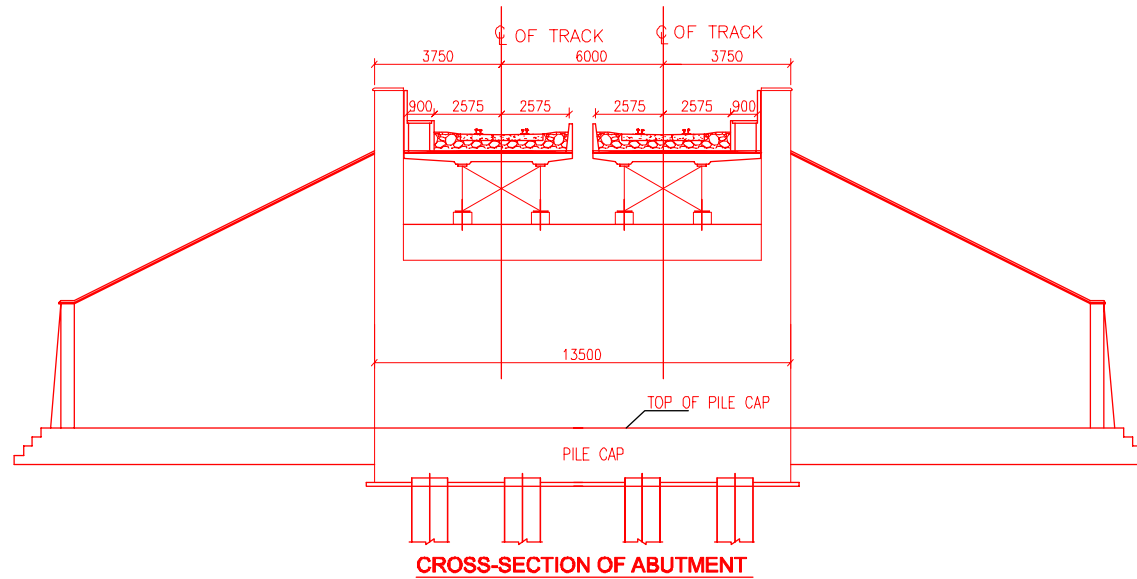 ℄ OF TRACK ℄ OF TRACK
3750 6000 3750
900 2575 2575 2575 2575 900
13500
TOP OF PILE CAP
PILE CAP
CROSS-SECTION OF ABUTMENT